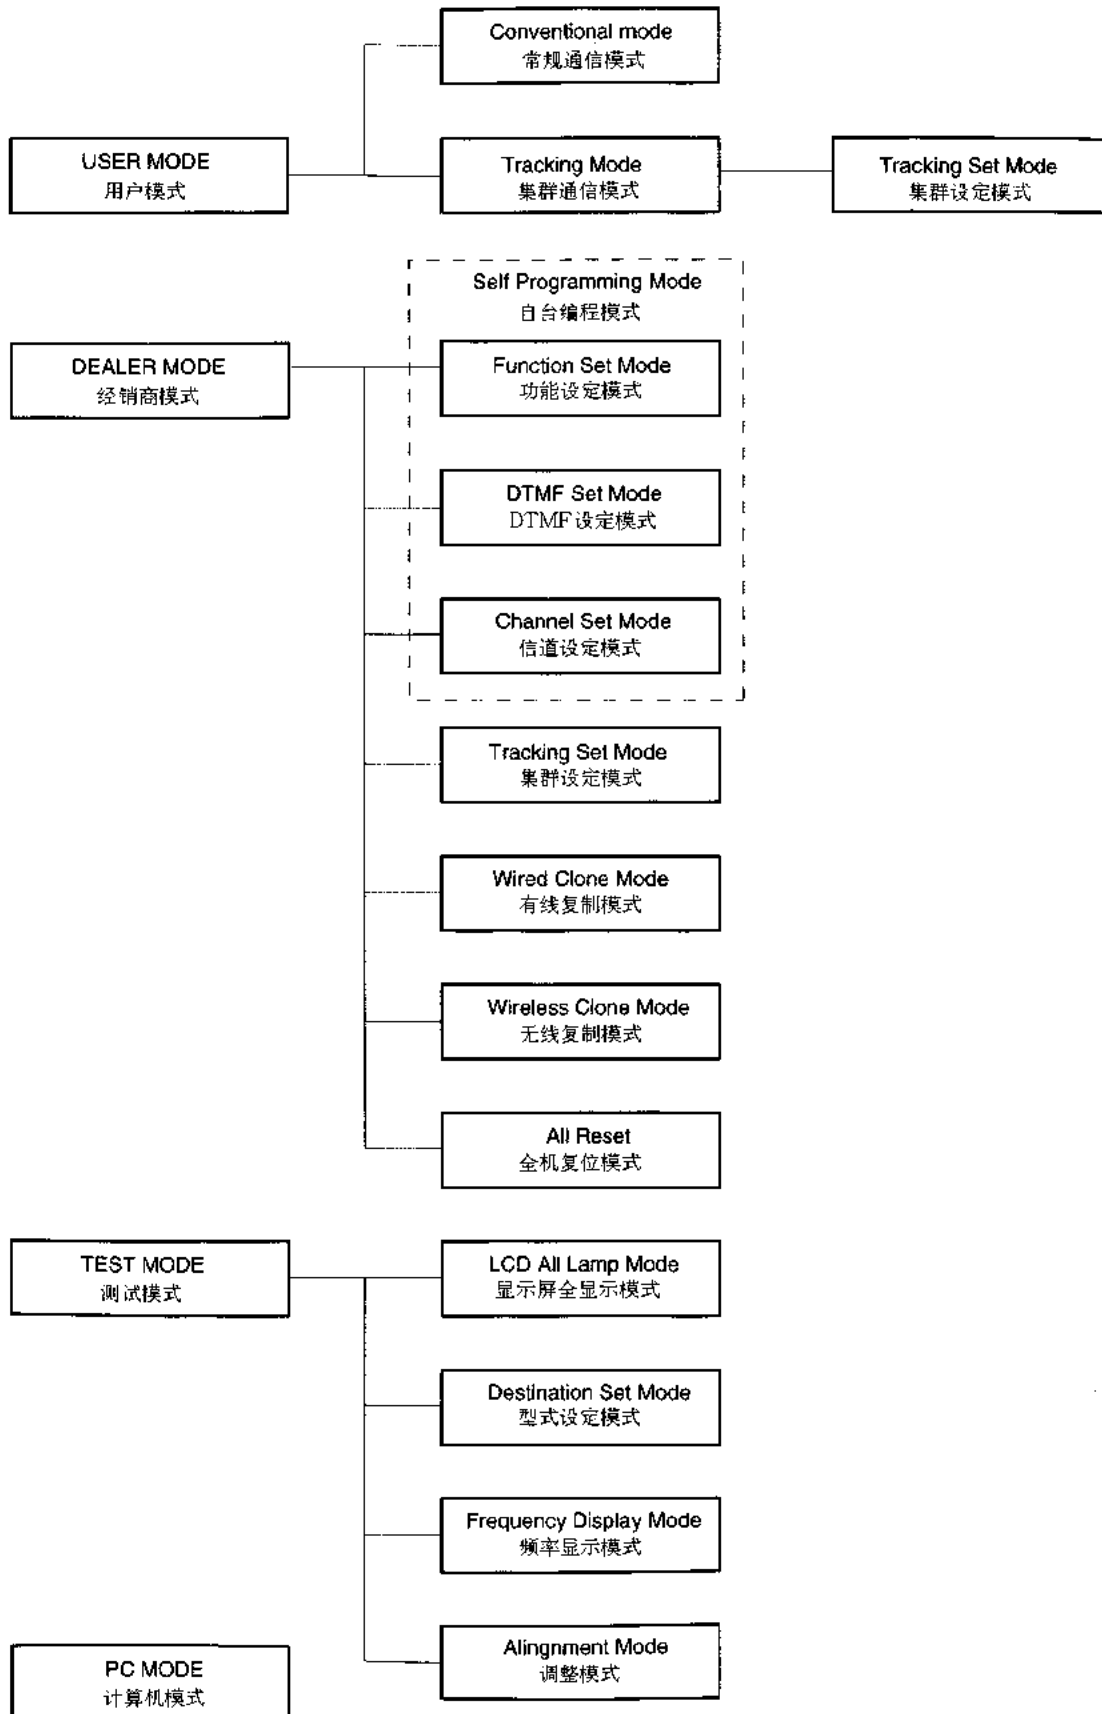 Conventional mode
常规通信模式
USER MODE
用户模式
Tracking Mode
集群通信模式
Tracking Set Mode
集群设定模式
Self Programming Mode
自台编程模式
DEALER MODE
经销商模式
Function Set Mode
功能设定模式
DTMF Set Mode
DTMF设定模式
Channel Set Mode
信道设定模式
Tracking Set Mode
集群设定模式
Wired Clone Mode
有线复制模式
Wireless Clone Mode
无线复制模式
All Reset
全机复位模式
TEST MODE
测试模式
LCD All Lamp Mode
显示屏全显示模式
Destination Set Mode
型式设定模式
Frequency Display Mode
频率显示模式
Alingnment Mode
调整模式
PC MODE
计算机模式